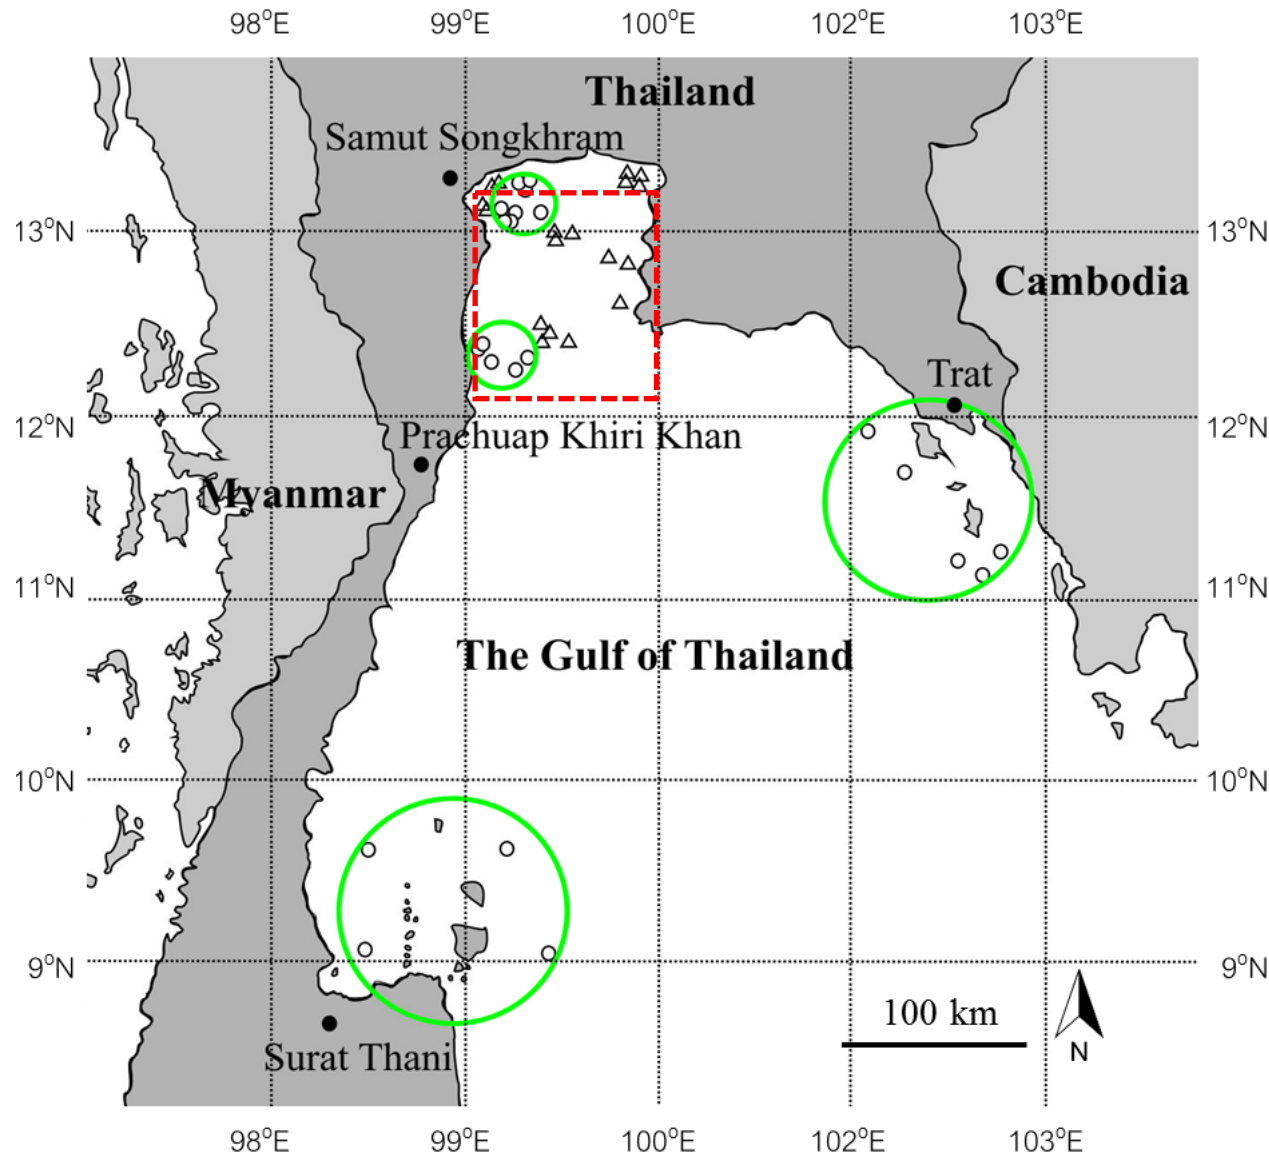 98°E 99°E 100°E 102°E 103°E
Thailand
Samut Songkhram
13°N 13°N
Cambodia
Trat
12°N 12°N
Prachuap Khiri Khan
Myanmar
11°N 11°N
The Gulf of Thailand
10°N 10°N
9°N 9°N
100 km
N
Surat Thani
98°E 99°E 100°E 102°E 103°E